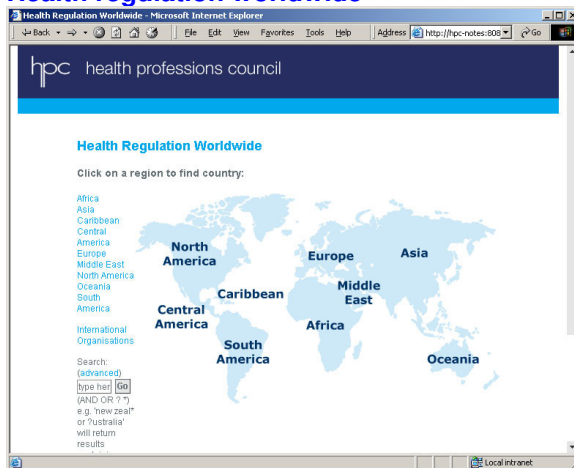 Health Regulation Worldwide - Microsoft Internet Explorer
Back
File Edit View Favorites Tools Help
Address http://hpc-notes:808 Go
hpc health professions council
Health Regulation Worldwide
Click on a region to find country:
Africa
Asia
Caribbean
Central
America
Europe
Middle East
North America
Oceania
South
America
International
Organisations
Search:
(advanced)
type her Go
(AND OR ? *)
e.g. 'new zeal*
or ?ustralia'
will return
results
North
America
Europe
Asia
Middle
East
Caribbean
Central
America
Africa
South
America
Oceania
Local intranet